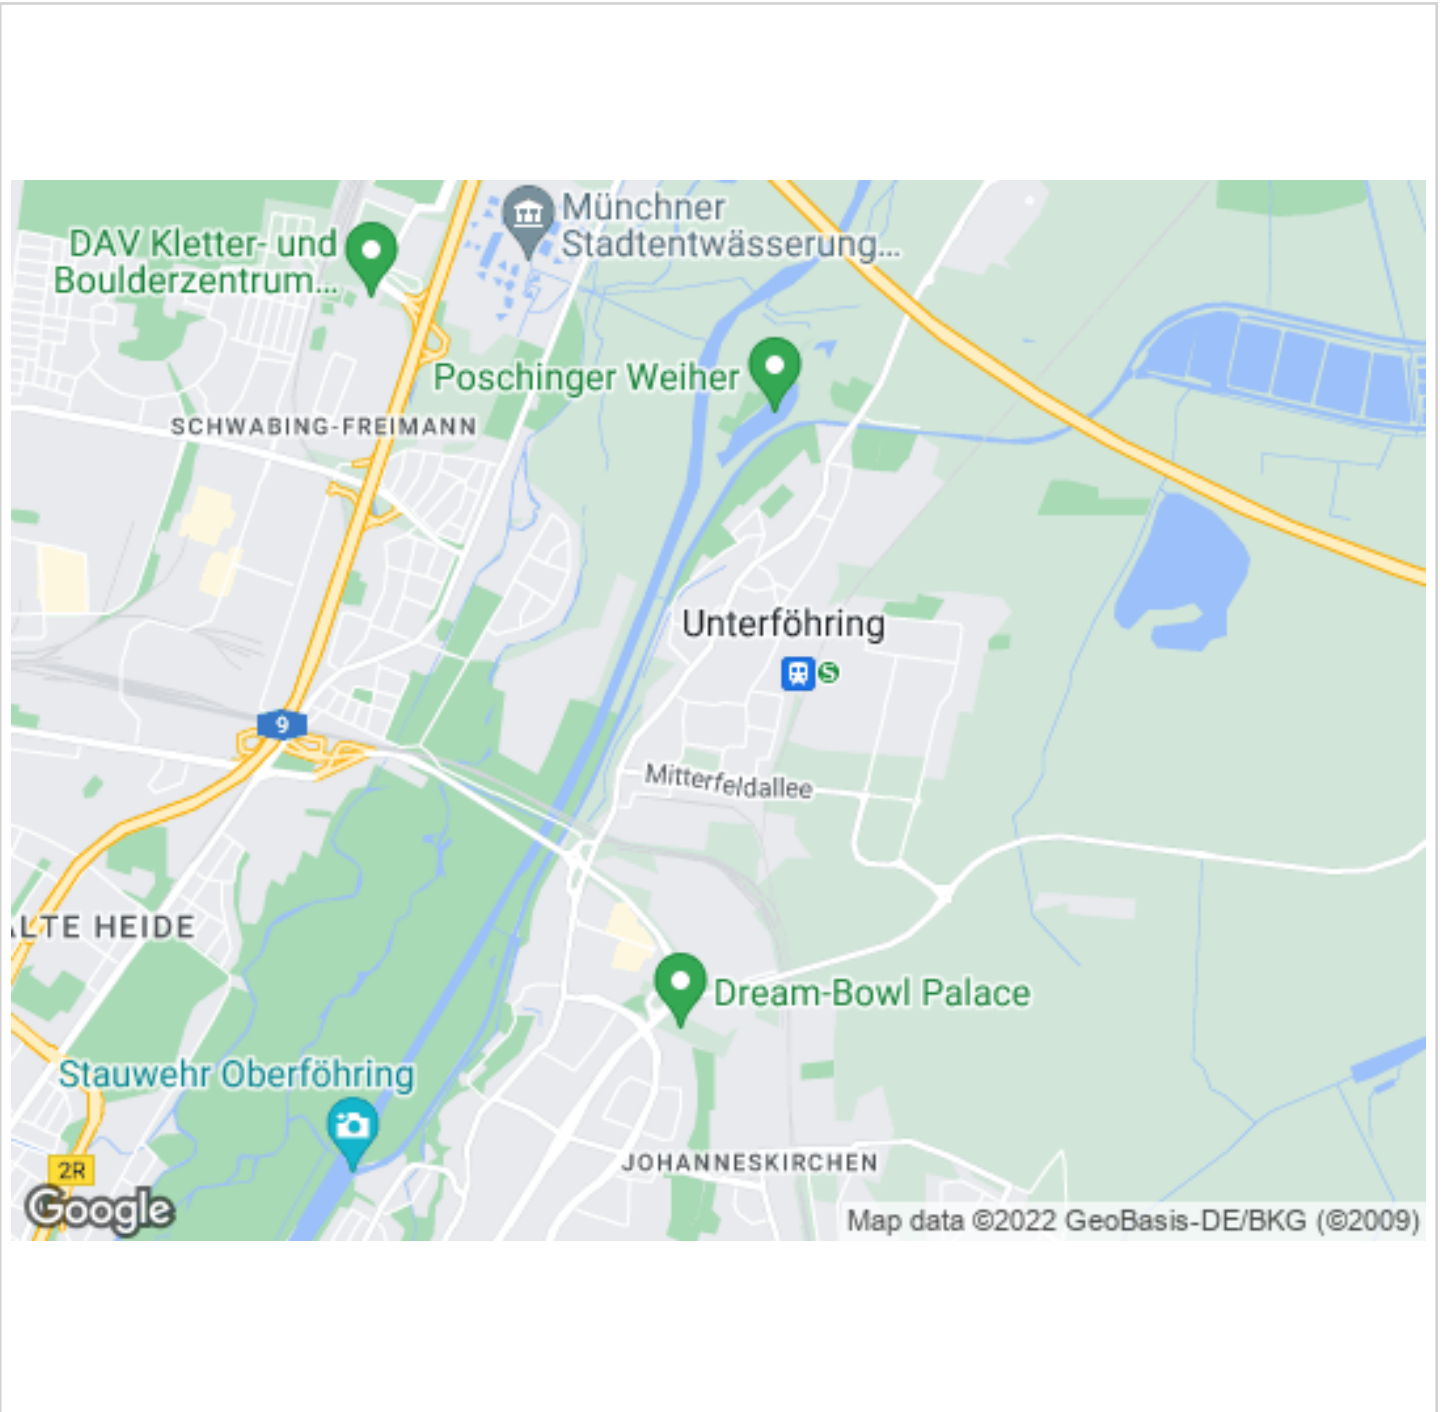 Münchner
Stadtentwässerung...
DAV Kletter- und
Boulderzentrum...
Poschinger Weiher
SCHWABING-FREIMANN
Unterföhring
S
9
Mitterfeldallee
ALTE HEIDE
Dream-Bowl Palace
Stauwehr Oberföhring
JOHANNESKIRCHEN
2R
Google
Map data ©2022 GeoBasis-DE/BKG (©2009)